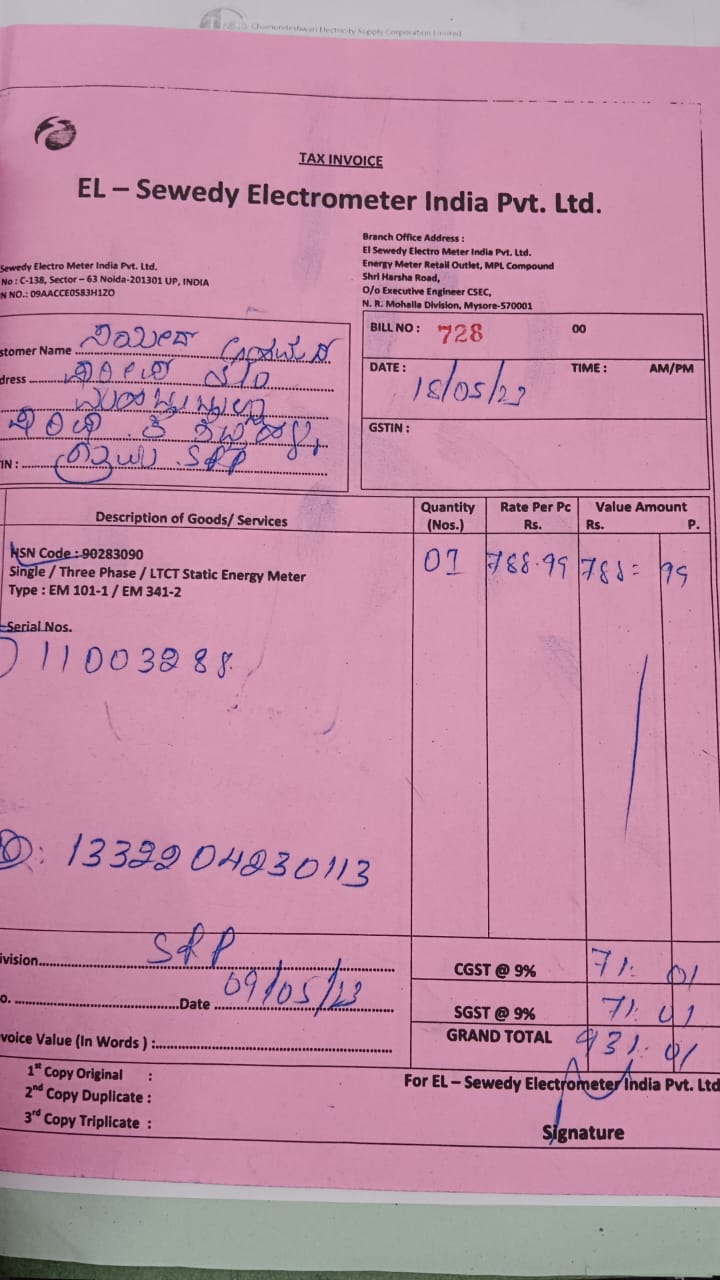 Chamundeshwari Electricity Supply Corporation Limited
TAX INVOICE
EL – Sewedy Electrometer India Pvt. Ltd.
Sewedy Electro Meter India Pvt. Ltd.
No : C-138, Sector – 63 Noida-201301 UP, INDIA
N NO.: 09AACCE0583H1Z0
Branch Office Address :
El Sewedy Electro Meter India Pvt. Ltd.
Energy Meter Retail Outlet, MPL Compound
Shri Harsha Road,
O/o Executive Engineer CSEC,
N. R. Mohalla Division, Mysore-570001
stomer Name
dress
IN : SRP
BILL NO : 728 00
DATE : 18/05/23 TIME : AM/PM
GSTIN :
Description of Goods/ Services Quantity (Nos.) Rate Per Pc Rs. Value Amount Rs. P.
HSN Code : 90283090
Single / Three Phase / LTCT Static Energy Meter
Type : EM 101-1 / EM 341-2
01 788.99 788= 99
Serial Nos.
11003288
: 1332204230113
ivision SRP
o. Date 09/05/23
voice Value (In Words ) :
CGST @ 9% 71. 01
SGST @ 9% 71. 01
GRAND TOTAL 931. 01
1st Copy Original :
2nd Copy Duplicate :
3rd Copy Triplicate :
For EL – Sewedy Electrometer India Pvt. Ltd
Signature